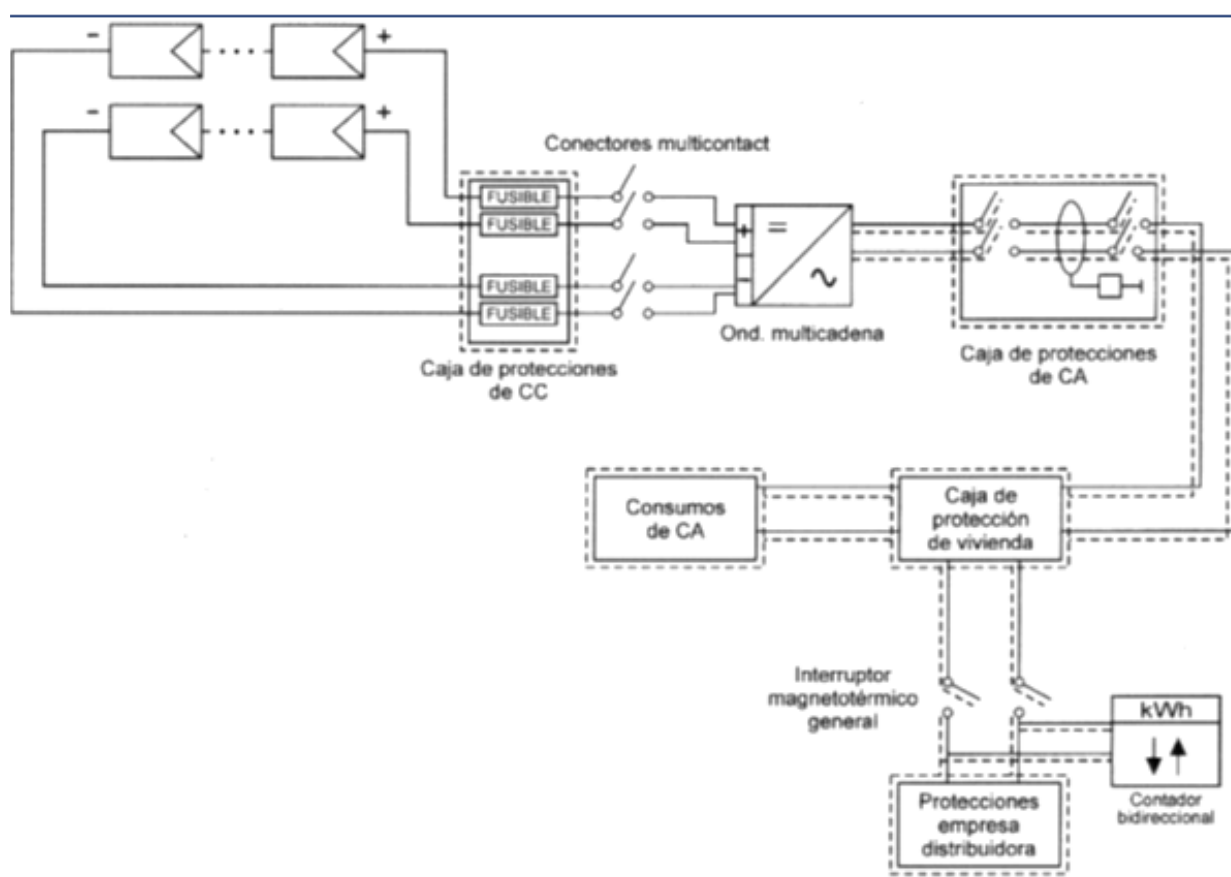 - +
- +
Conectores multicontact
FUSIBLE
FUSIBLE
FUSIBLE
FUSIBLE
+
-
Caja de protecciones
de CC
Ond. multicadena
Caja de protecciones
de CA
Consumos
de CA
Caja de
protección
de vivienda
Interruptor
magnetotérmico
general
kWh
Contador
bidireccional
Protecciones
empresa
distribuidora